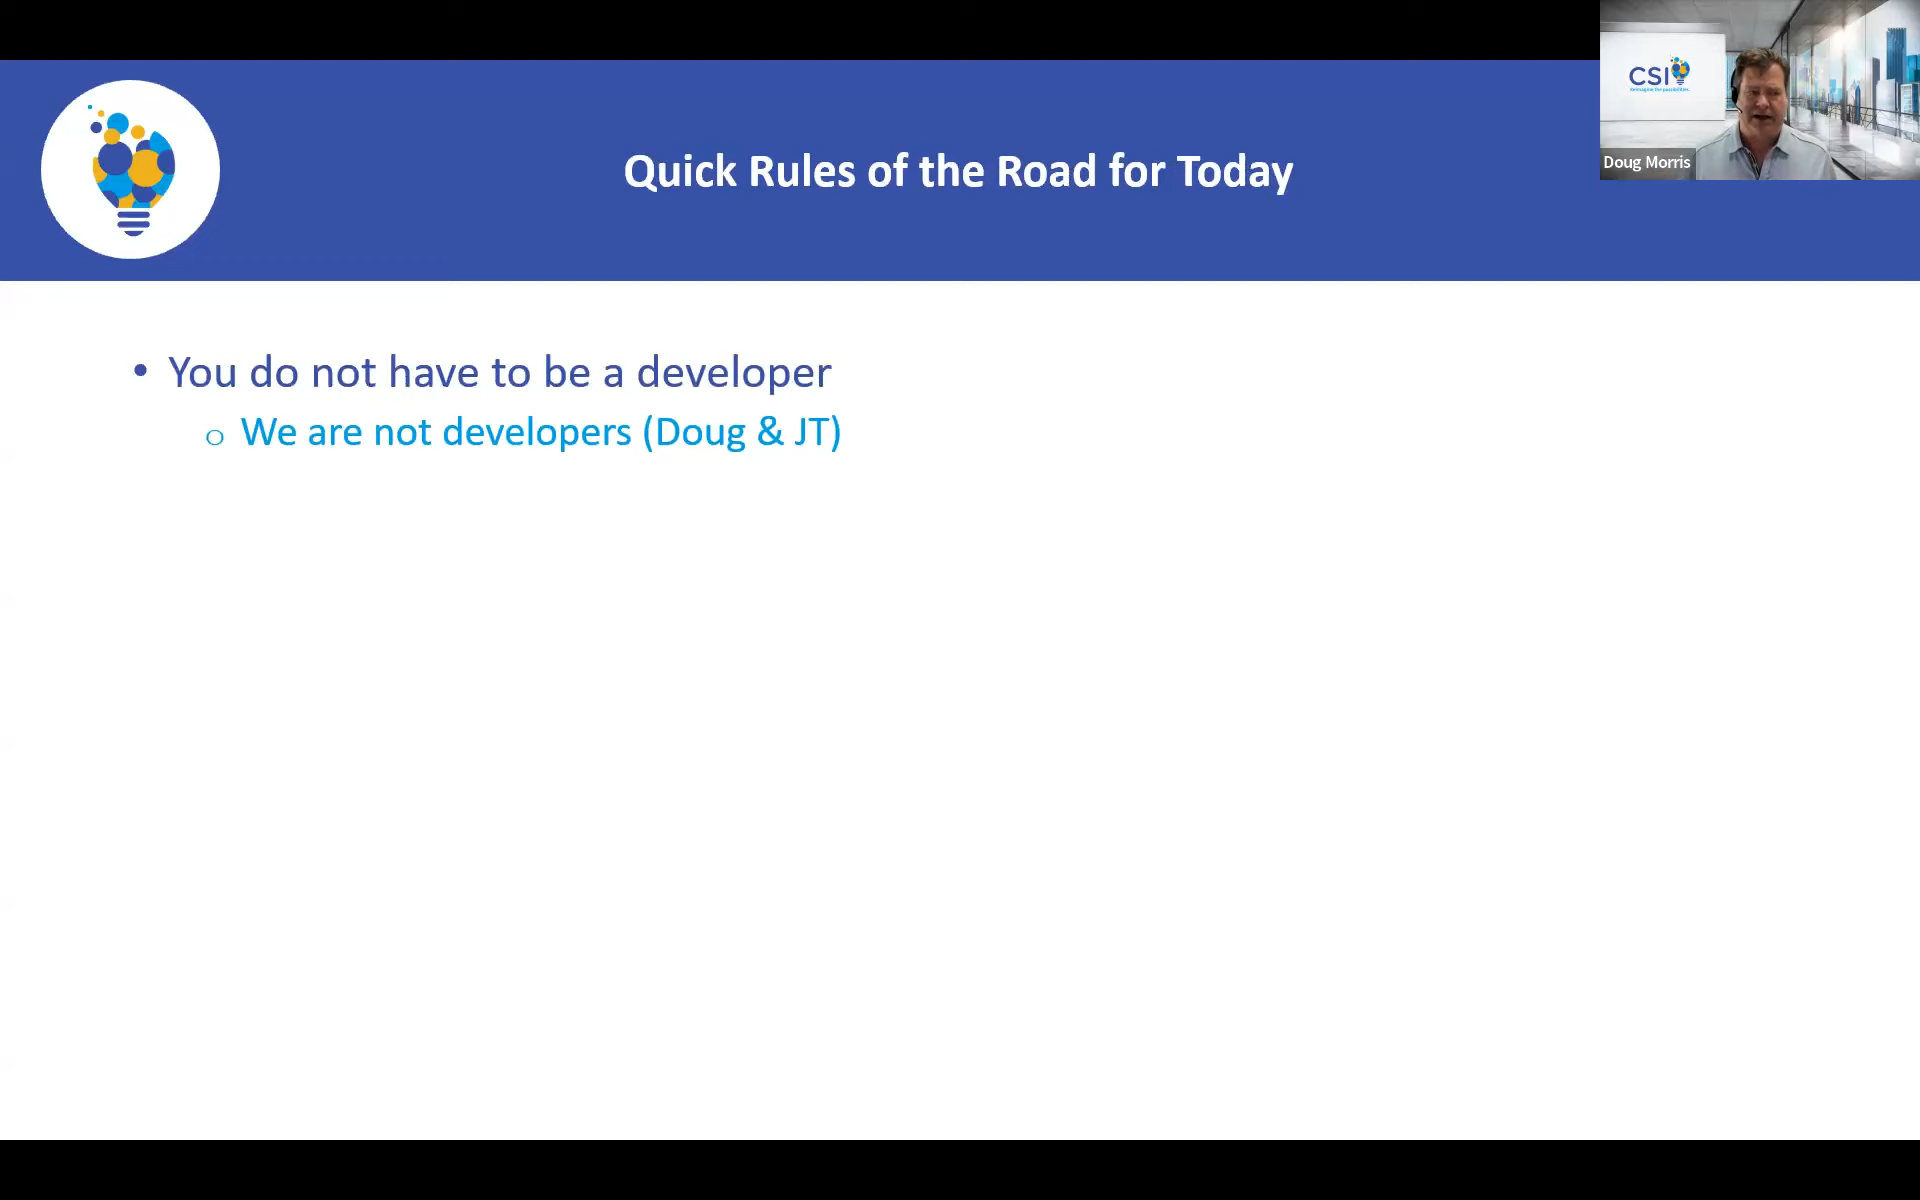 Quick Rules of the Road for Today
CSI
Doug Morris
• You do not have to be a developer
o We are not developers (Doug & JT)